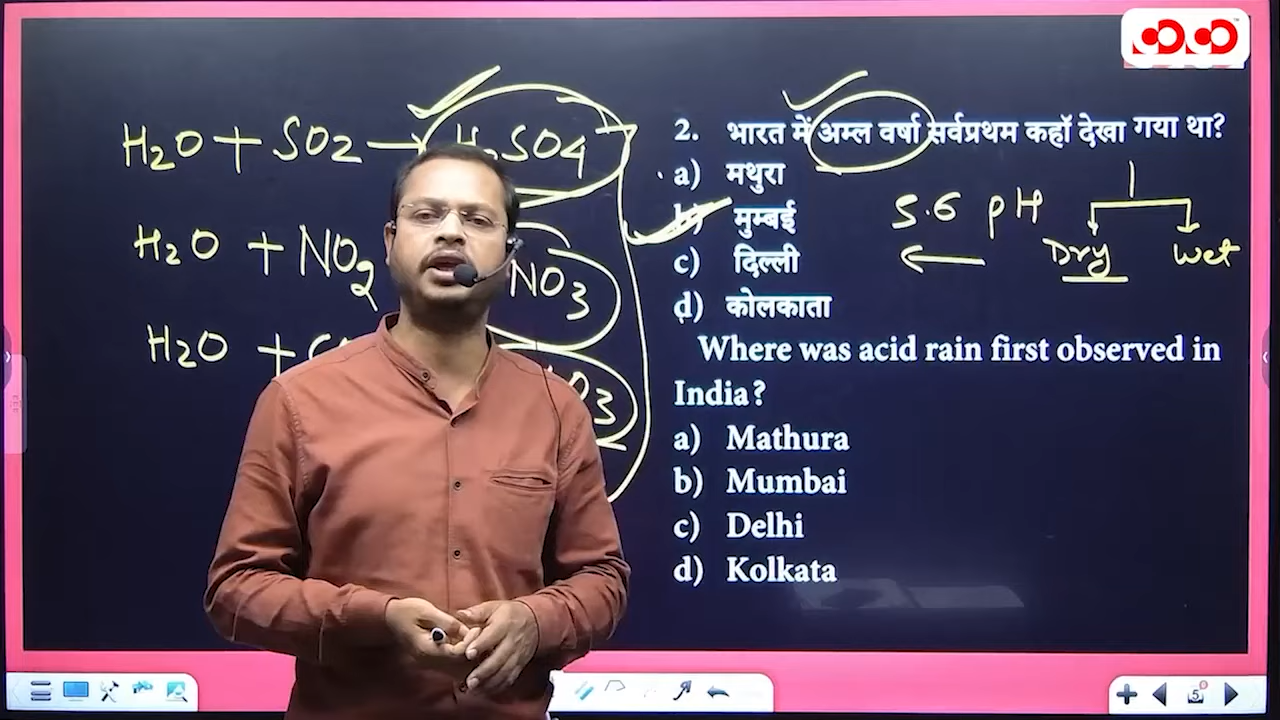 H₂O + SO₂ → H₂SO₄
H₂O + NO₂
NO₃
H₂O +
2. भारत में अम्ल वर्षा सर्वप्रथम कहाँ देखा गया था?
a) मथुरा
b) मुम्बई
c) दिल्ली
d) कोलकाता
5.6 pH
Dry Wet
Where was acid rain first observed in
India?
a) Mathura
b) Mumbai
c) Delhi
d) Kolkata